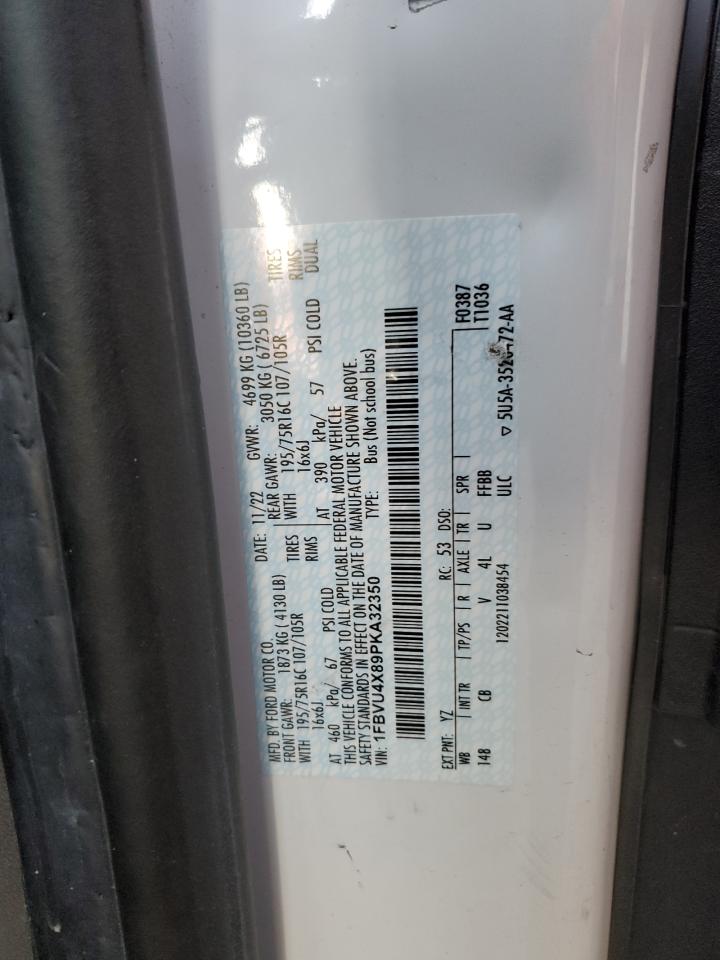 MFD. BY FORD MOTOR CO. DATE: 11/22 GVWR: 4699 KG (10360 LB)
FRONT GAWR: 1873 KG ( 4130 LB) REAR GAWR: 3050 KG ( 6725 LB)
WITH 195/75R16C 107/105R TIRES WITH 195/75R16C 107/105R TIRES
16x6J RIMS 16x6J RIMS
AT 460 kPa/ 67 PSI COLD AT 390 kPa/ 57 PSI COLD DUAL
THIS VEHICLE CONFORMS TO ALL APPLICABLE FEDERAL MOTOR VEHICLE
SAFETY STANDARDS IN EFFECT ON THE DATE OF MANUFACTURE SHOWN ABOVE.
VIN: 1FBVU4X89PKA32350 TYPE: Bus (Not school bus)
EXT PNT: YZ RC: 53 DSO: F0387
WB INT TR TP/PS R AXLE TR SPR T1036
148 CB V 4L U FFBB
1202211038454 ULC ▽ 5U5A-3520472-AA